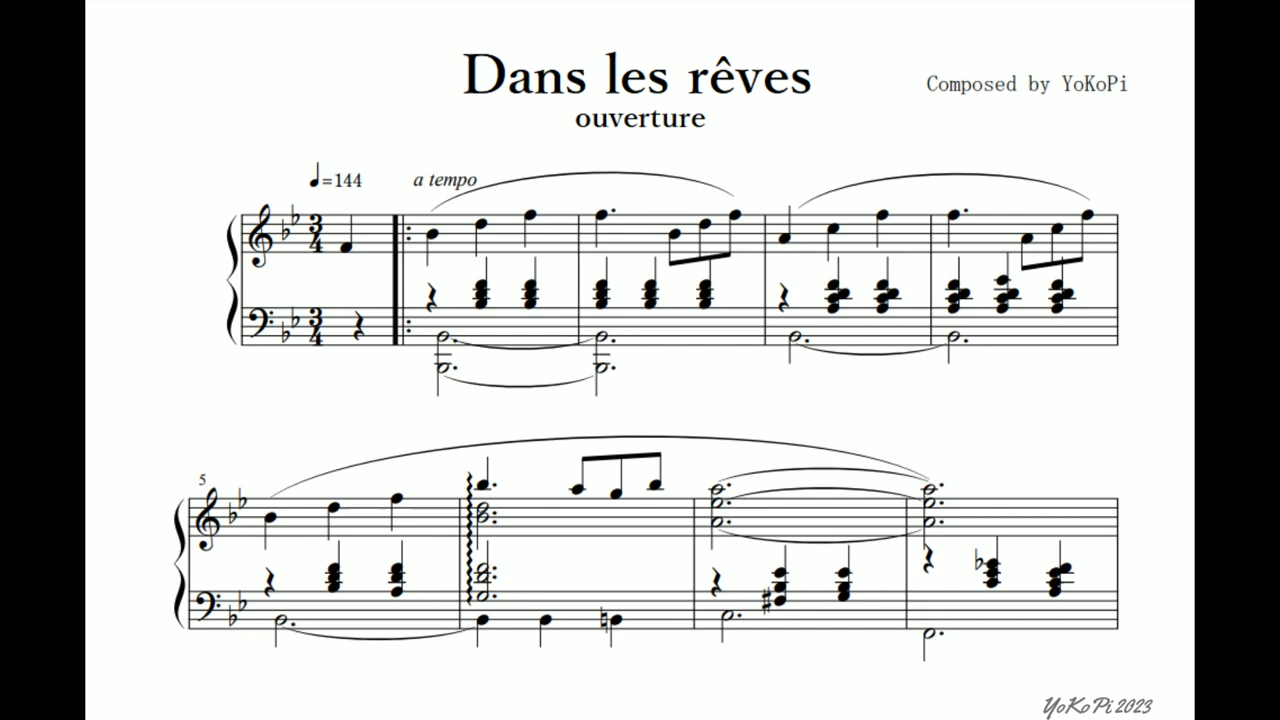 Dans les rêves
Composed by YoKoPi
ouverture
♩=144
a tempo
3
4
3
4
5
YoKoPi 2023